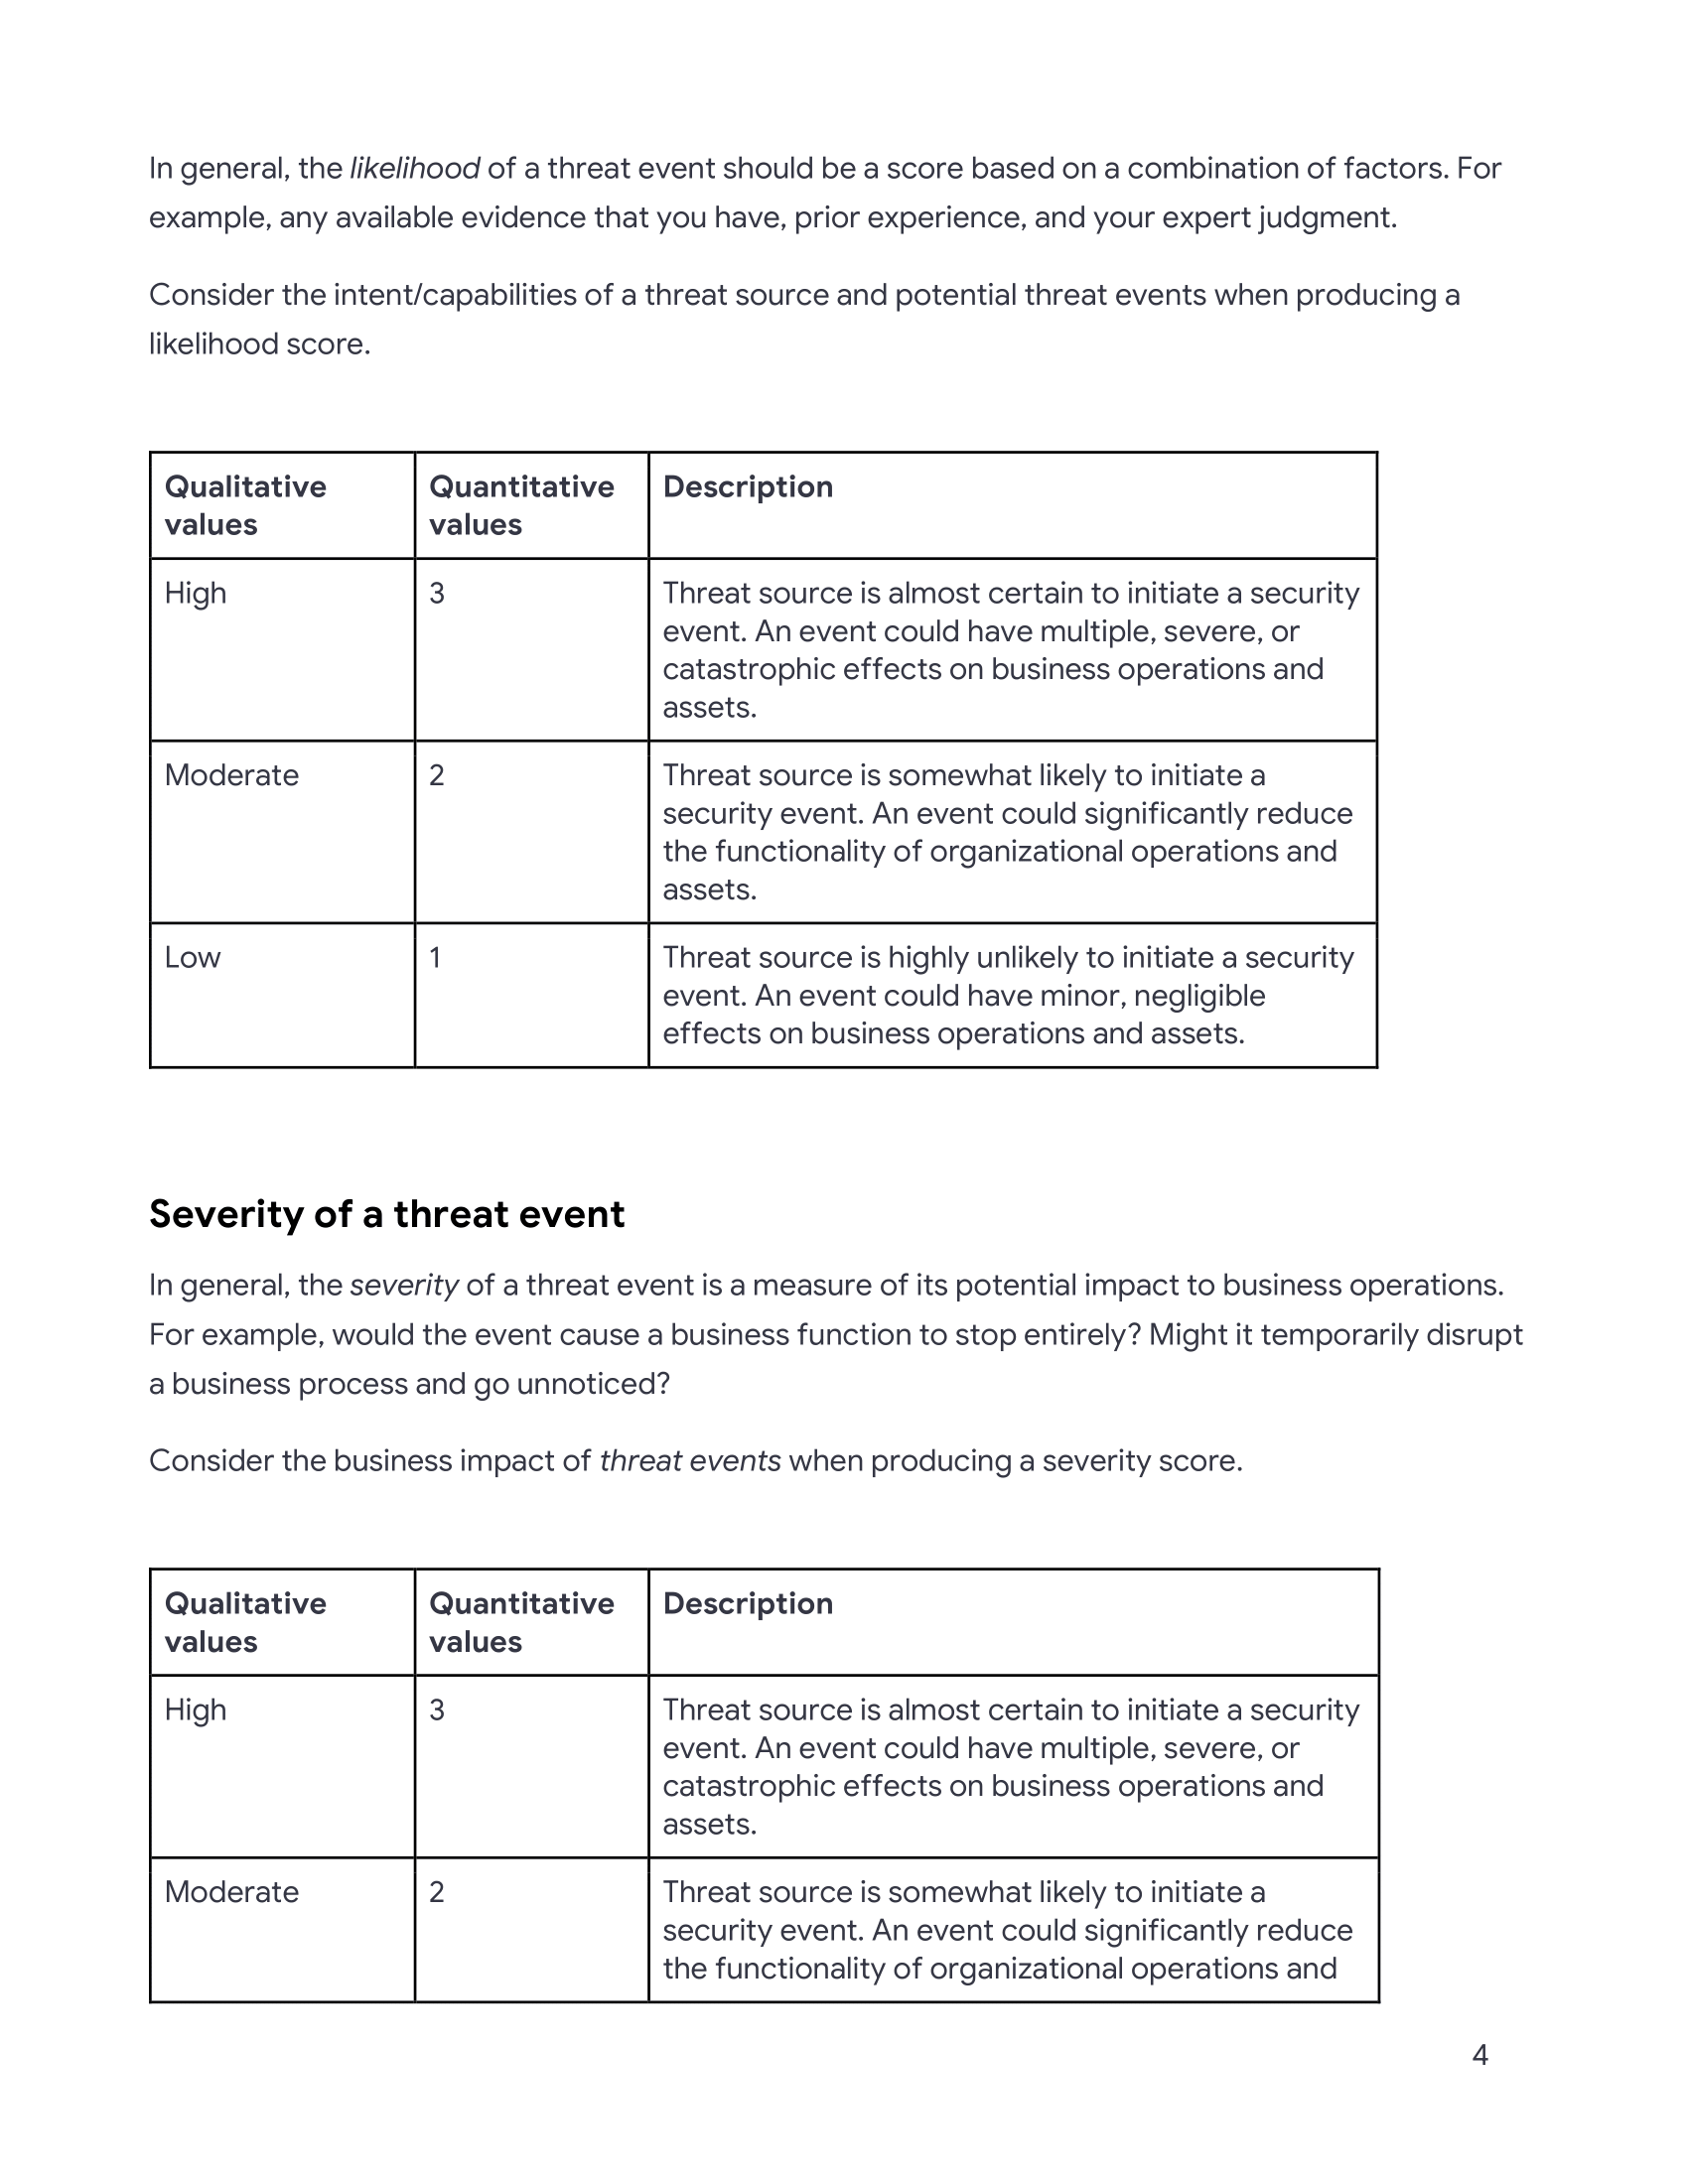 In general, the likelihood of a threat event should be a score based on a combination of factors. For
example, any available evidence that you have, prior experience, and your expert judgment.
Consider the intent/capabilities of a threat source and potential threat events when producing a
likelihood score.
Qualitative values Quantitative values Description
High 3 Threat source is almost certain to initiate a security
event. An event could have multiple, severe, or
catastrophic effects on business operations and
assets.
Moderate 2 Threat source is somewhat likely to initiate a
security event. An event could significantly reduce
the functionality of organizational operations and
assets.
Low 1 Threat source is highly unlikely to initiate a security
event. An event could have minor, negligible
effects on business operations and assets.
Severity of a threat event
In general, the severity of a threat event is a measure of its potential impact to business operations.
For example, would the event cause a business function to stop entirely? Might it temporarily disrupt
a business process and go unnoticed?
Consider the business impact of threat events when producing a severity score.
Qualitative values Quantitative values Description
High 3 Threat source is almost certain to initiate a security
event. An event could have multiple, severe, or
catastrophic effects on business operations and
assets.
Moderate 2 Threat source is somewhat likely to initiate a
security event. An event could significantly reduce
the functionality of organizational operations and
4